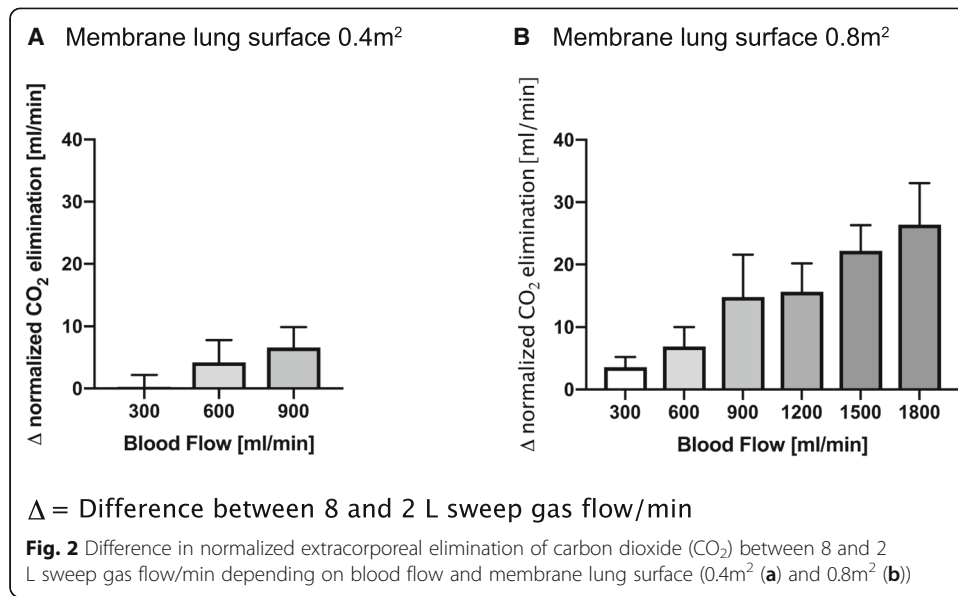 A Membrane lung surface 0.4m²
Δ normalized CO₂ elimination [ml/min]
40
30
20
10
0
300 600 900
Blood Flow [ml/min]
B Membrane lung surface 0.8m²
Δ normalized CO₂ elimination [ml/min]
40
30
20
10
0
300 600 900 1200 1500 1800
Blood Flow [ml/min]
Δ = Difference between 8 and 2 L sweep gas flow/min
Fig. 2 Difference in normalized extracorporeal elimination of carbon dioxide (CO₂) between 8 and 2
L sweep gas flow/min depending on blood flow and membrane lung surface (0.4m² (a) and 0.8m² (b))